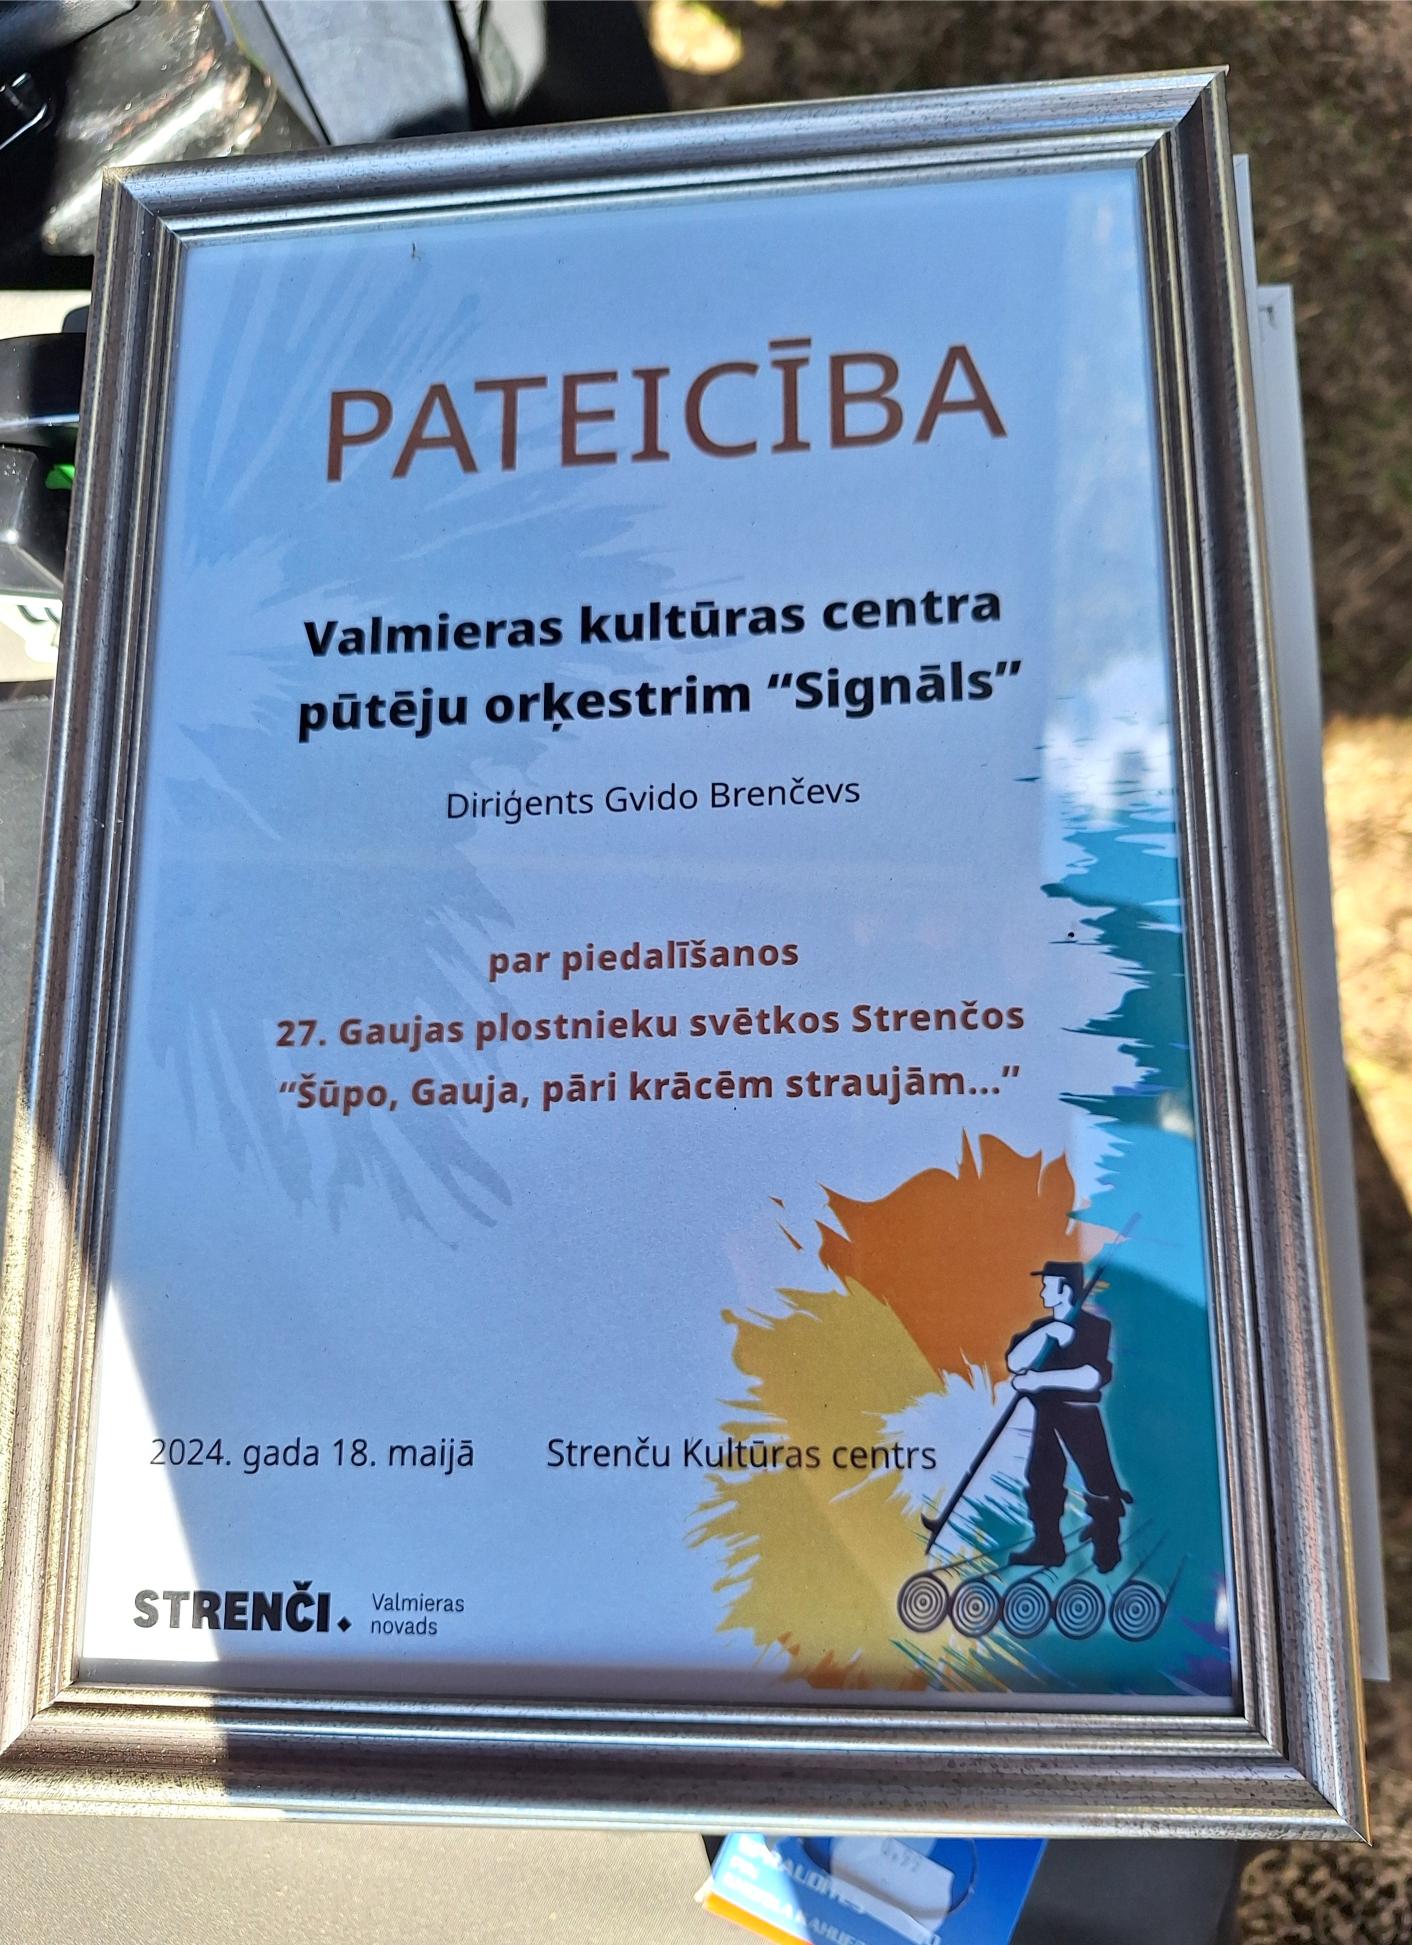 PATEICĪBA
Valmieras kultūras centra
pūtēju orķestrim “Signāls”
Diriģents Gvido Brenčevs
par piedalīšanos
27. Gaujas plostnieku svētkos Strenčos
“Šūpo, Gauja, pāri krācēm straujām...”
2024. gada 18. maijā Strenču Kultūras centrs
STRENČI. Valmieras
novads